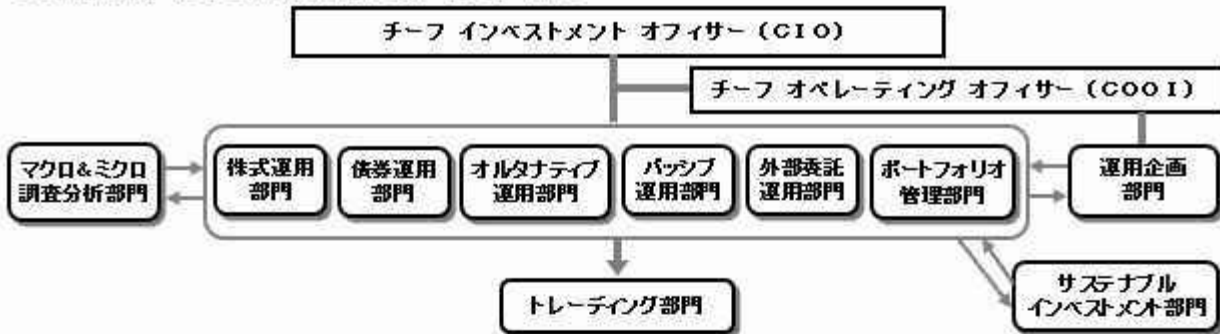 チーフ インベストメント オフィサー (CIO)
チーフ オペレーティング オフィサー (COOI)
マクロ&ミクロ
調査分析部門
株式運用
部門
債券運用
部門
オルタナティブ
運用部門
パッシブ
運用部門
外部委託
運用部門
ポートフォリオ
管理部門
運用企画
部門
トレーディング部門
サステナブル
インベストメント部門